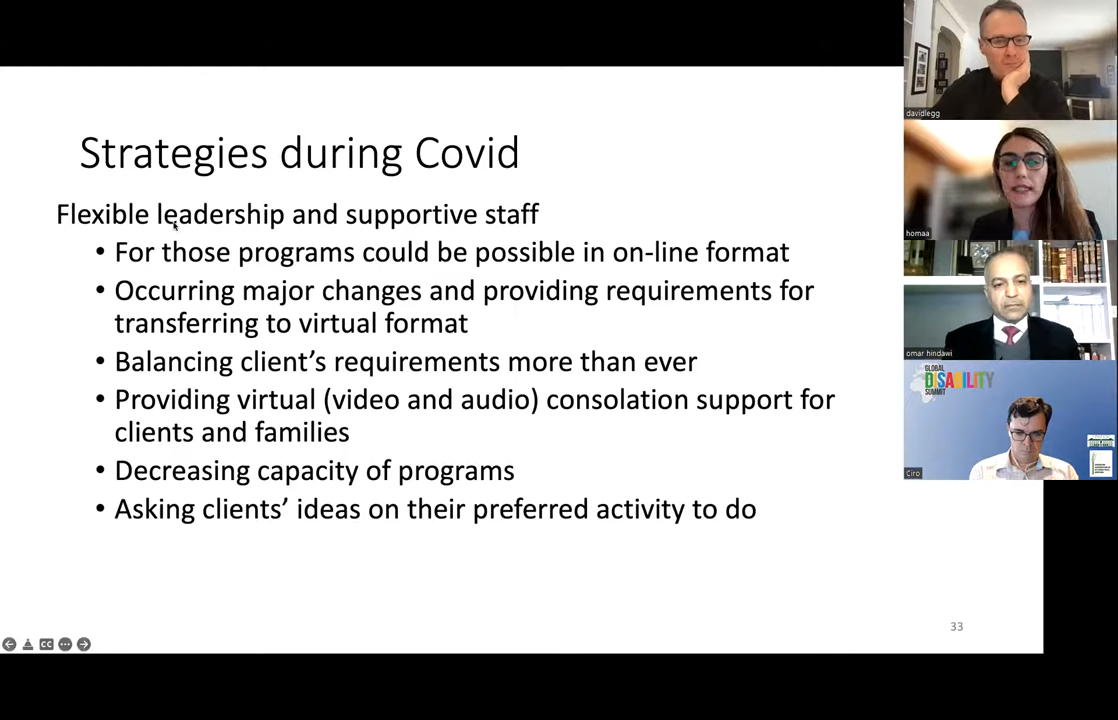 Strategies during Covid
Flexible leadership and supportive staff
• For those programs could be possible in on-line format
• Occurring major changes and providing requirements for
transferring to virtual format
• Balancing client’s requirements more than ever
• Providing virtual (video and audio) consolation support for
clients and families
• Decreasing capacity of programs
• Asking clients’ ideas on their preferred activity to do
33
CC
davidlegg
homaa
omar hindawi
GLOBAL
DISABILITY
SUMMIT
Ciro